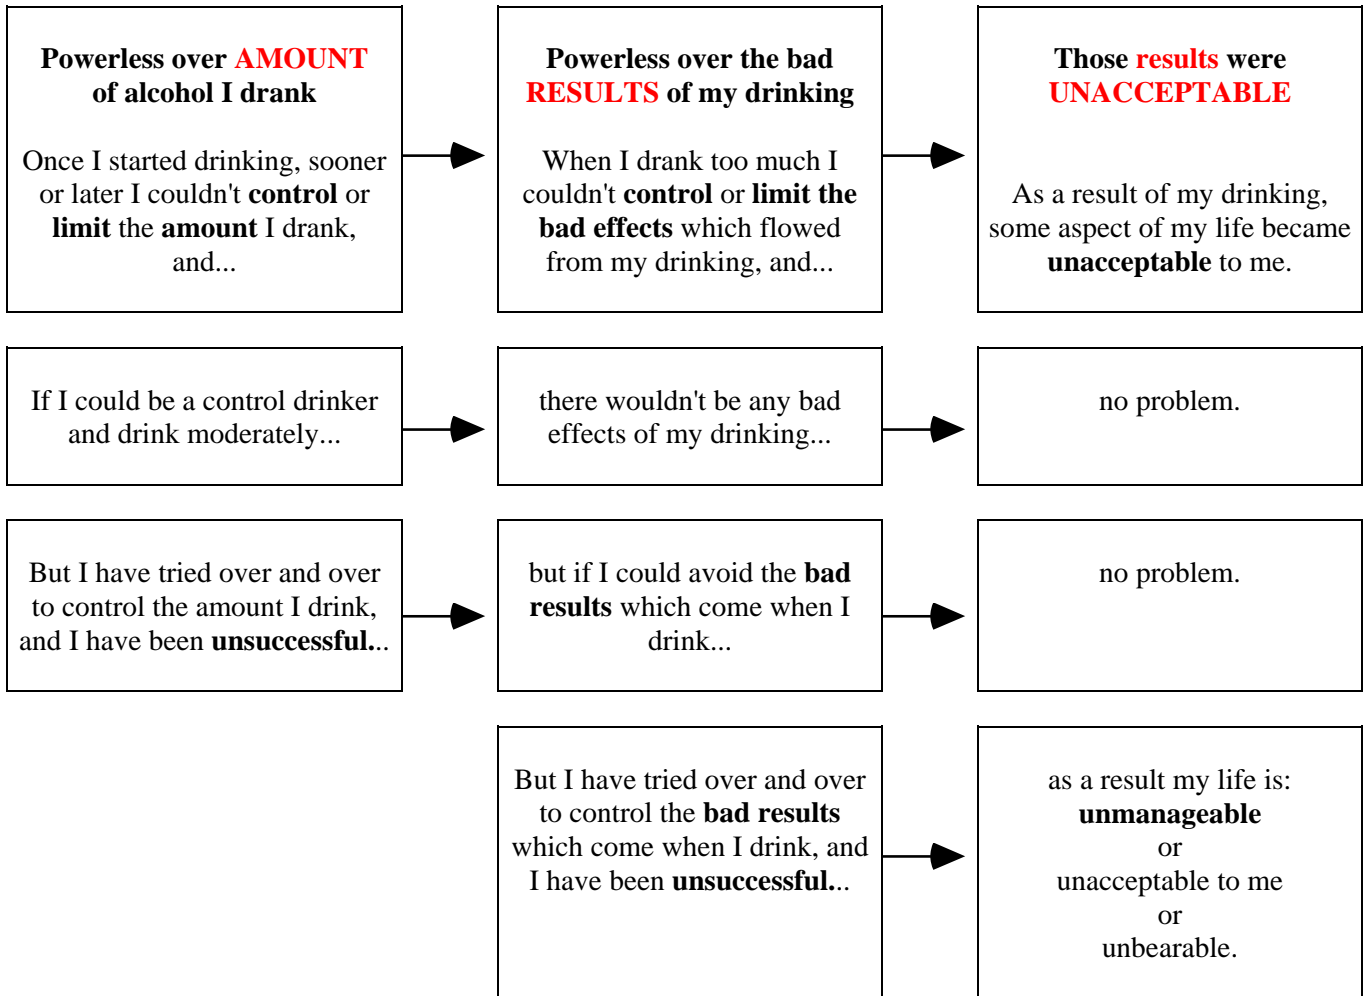 Powerless over AMOUNT
of alcohol I drank
Once I started drinking, sooner
or later I couldn't control or
limit the amount I drank,
and...
Powerless over the bad
RESULTS of my drinking
When I drank too much I
couldn't control or limit the
bad effects which flowed
from my drinking, and...
Those results were
UNACCEPTABLE
As a result of my drinking,
some aspect of my life became
unacceptable to me.
If I could be a control drinker
and drink moderately...
there wouldn't be any bad
effects of my drinking...
no problem.
But I have tried over and over
to control the amount I drink,
and I have been unsuccessful...
but if I could avoid the bad
results which come when I
drink...
no problem.
But I have tried over and over
to control the bad results
which come when I drink, and
I have been unsuccessful...
as a result my life is:
unmanageable
or
unacceptable to me
or
unbearable.